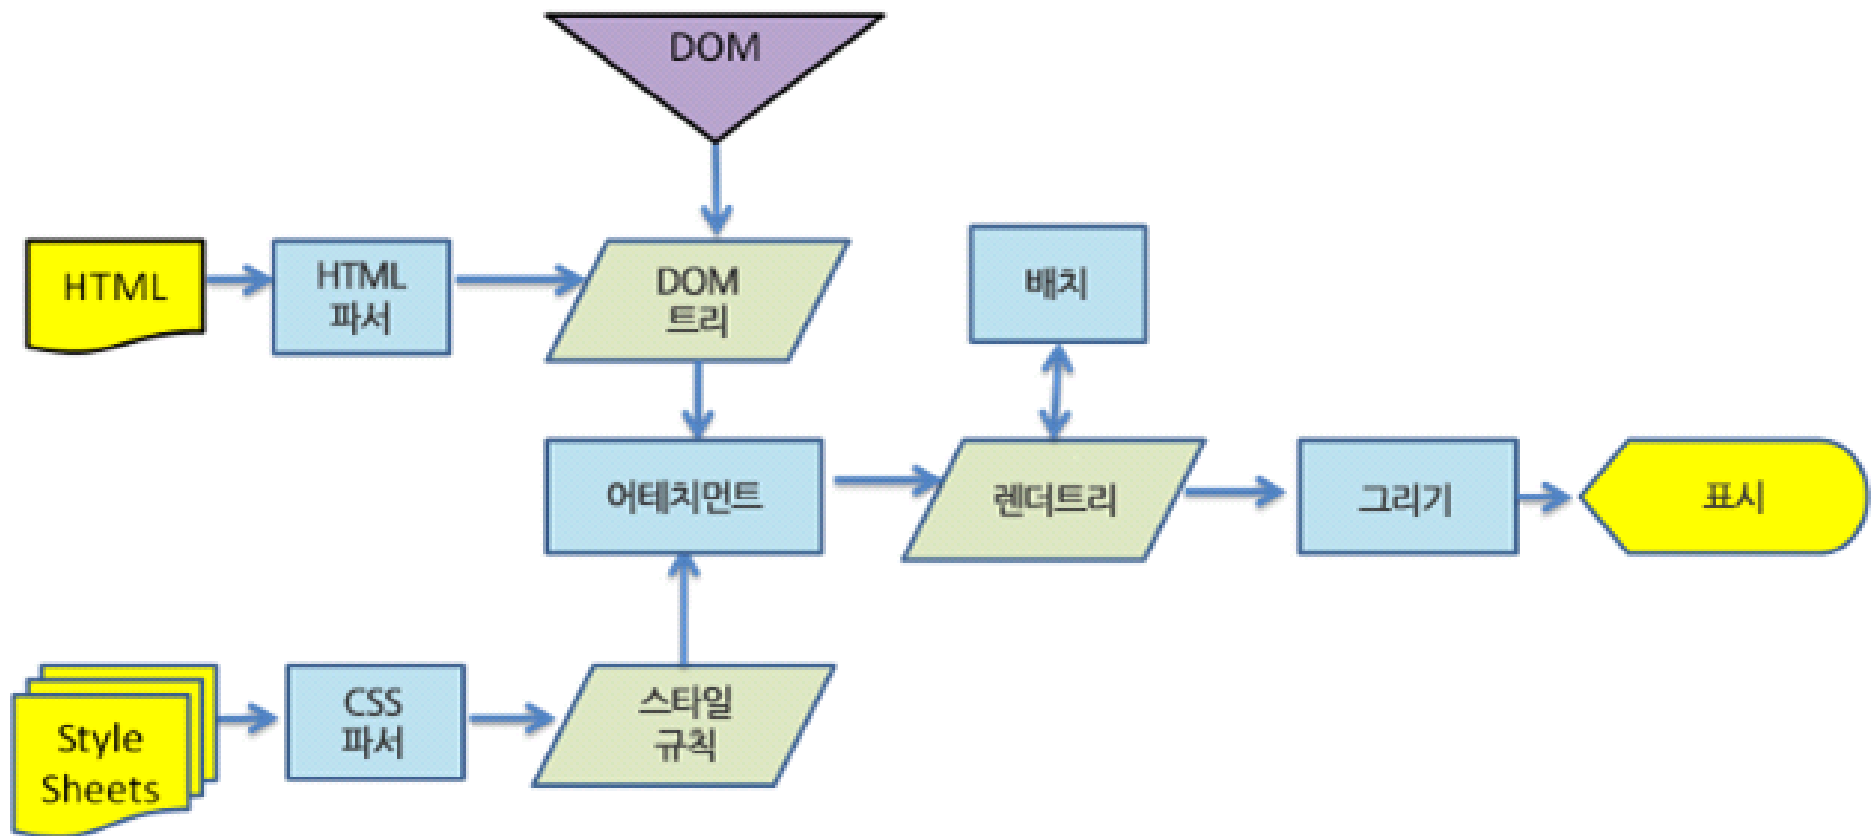 DOM
HTML
HTML
파서
DOM
트리
배치
어테치먼트
렌더트리
그리기
표시
Style
Sheets
CSS
파서
스타일
규칙